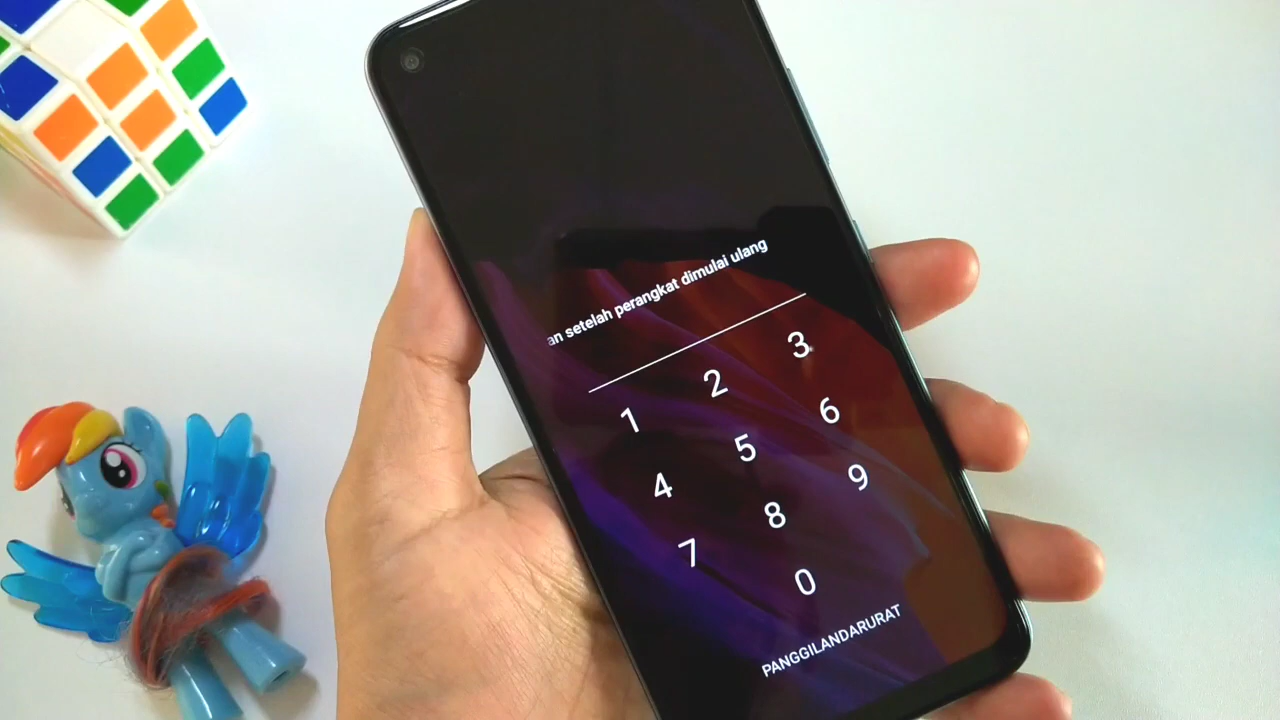 an setelah perangkat dimulai ulang
1 2 3
4 5 6
7 8 9
0
PANGGILANDARURAT